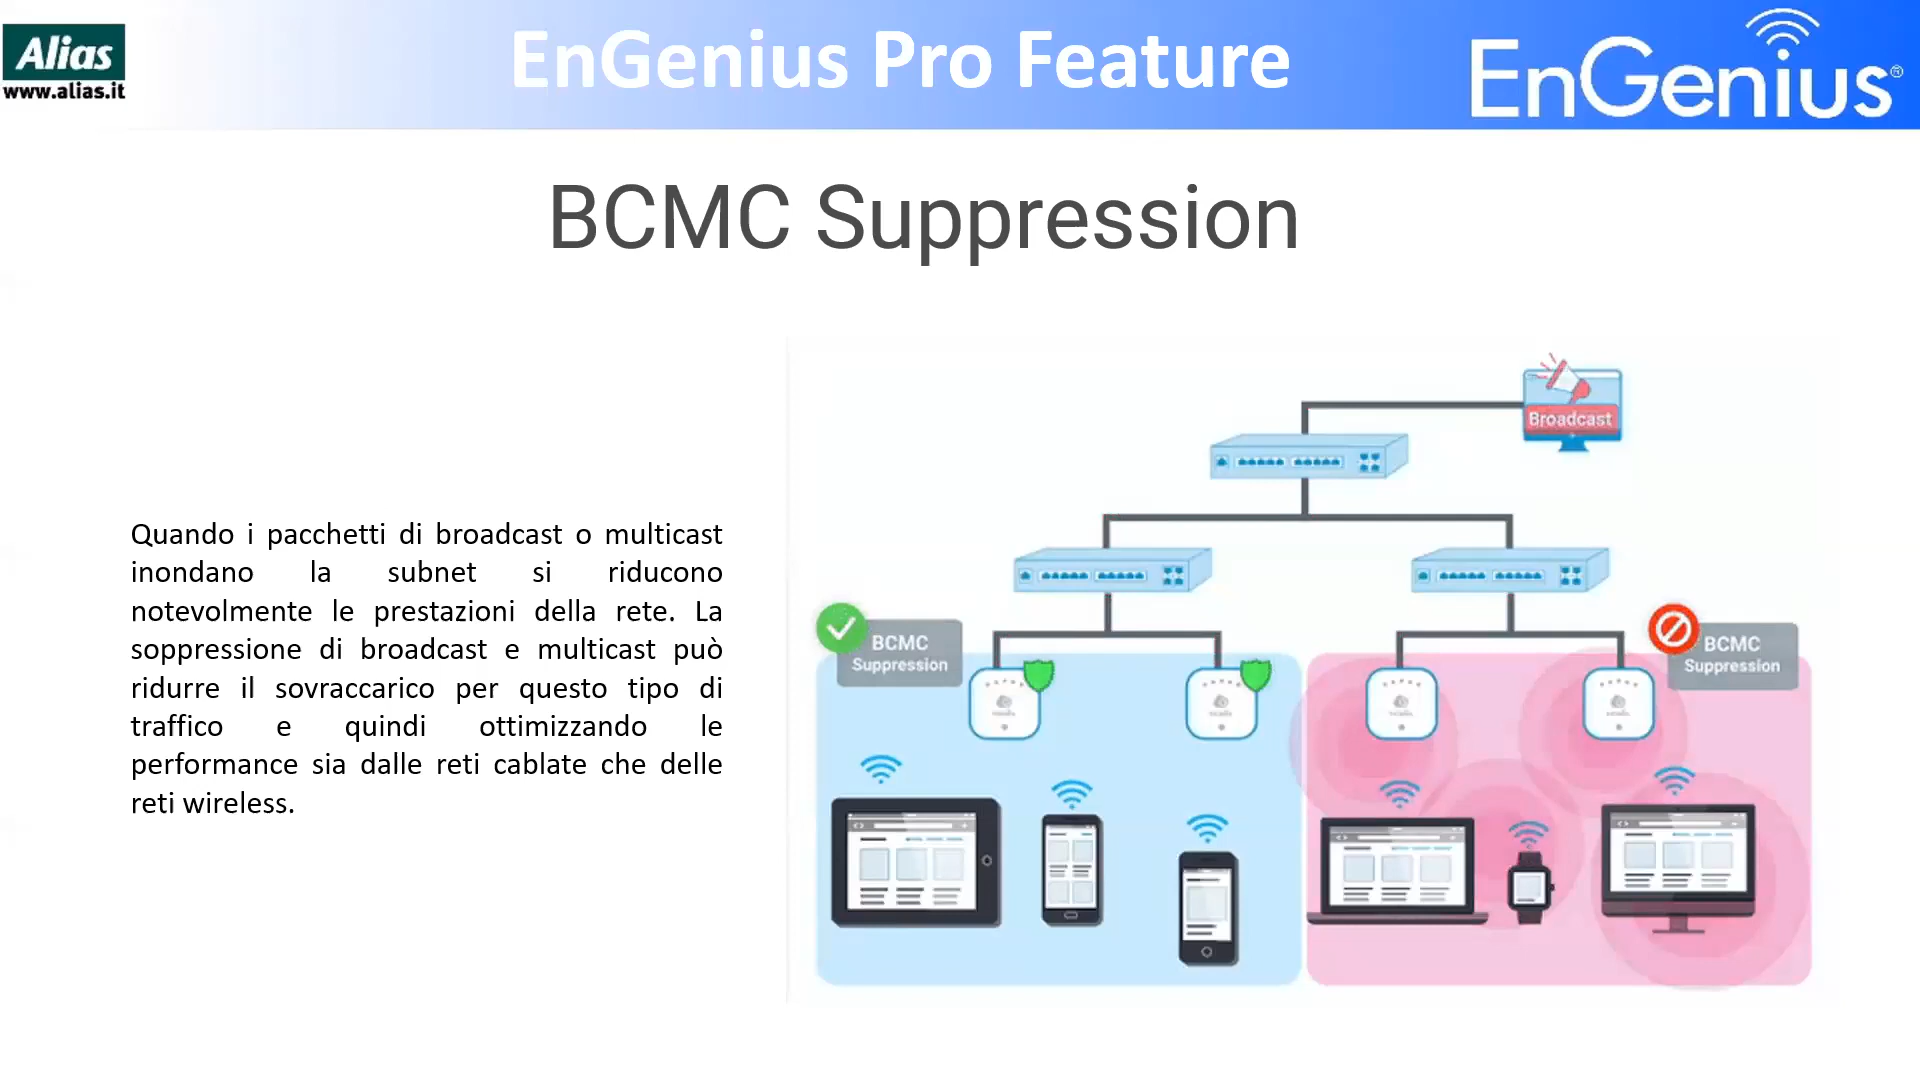 Alias
www.alias.it
EnGenius Pro Feature
EnGenius®
BCMC Suppression
Quando i pacchetti di broadcast o multicast
inondano la subnet si riducono
notevolmente le prestazioni della rete. La
soppressione di broadcast e multicast può
ridurre il sovraccarico per questo tipo di
traffico e quindi ottimizzando le
performance sia dalle reti cablate che delle
reti wireless.
Broadcast
BCMC
Suppression
BCMC
Suppression